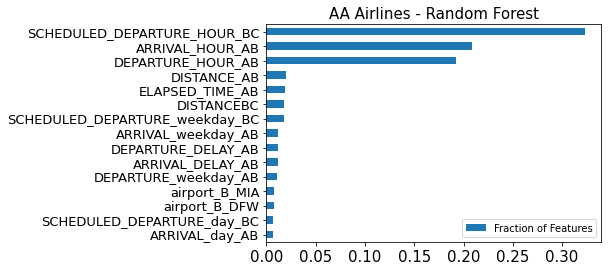 AA Airlines - Random Forest
SCHEDULED_DEPARTURE_HOUR_BC
ARRIVAL_HOUR_AB
DEPARTURE_HOUR_AB
DISTANCE_AB
ELAPSED_TIME_AB
DISTANCEBC
SCHEDULED_DEPARTURE_weekday_BC
ARRIVAL_weekday_AB
DEPARTURE_DELAY_AB
ARRIVAL_DELAY_AB
DEPARTURE_weekday_AB
airport_B_MIA
airport_B_DFW
SCHEDULED_DEPARTURE_day_BC
ARRIVAL_day_AB
Fraction of Features
0.00 0.05 0.10 0.15 0.20 0.25 0.30